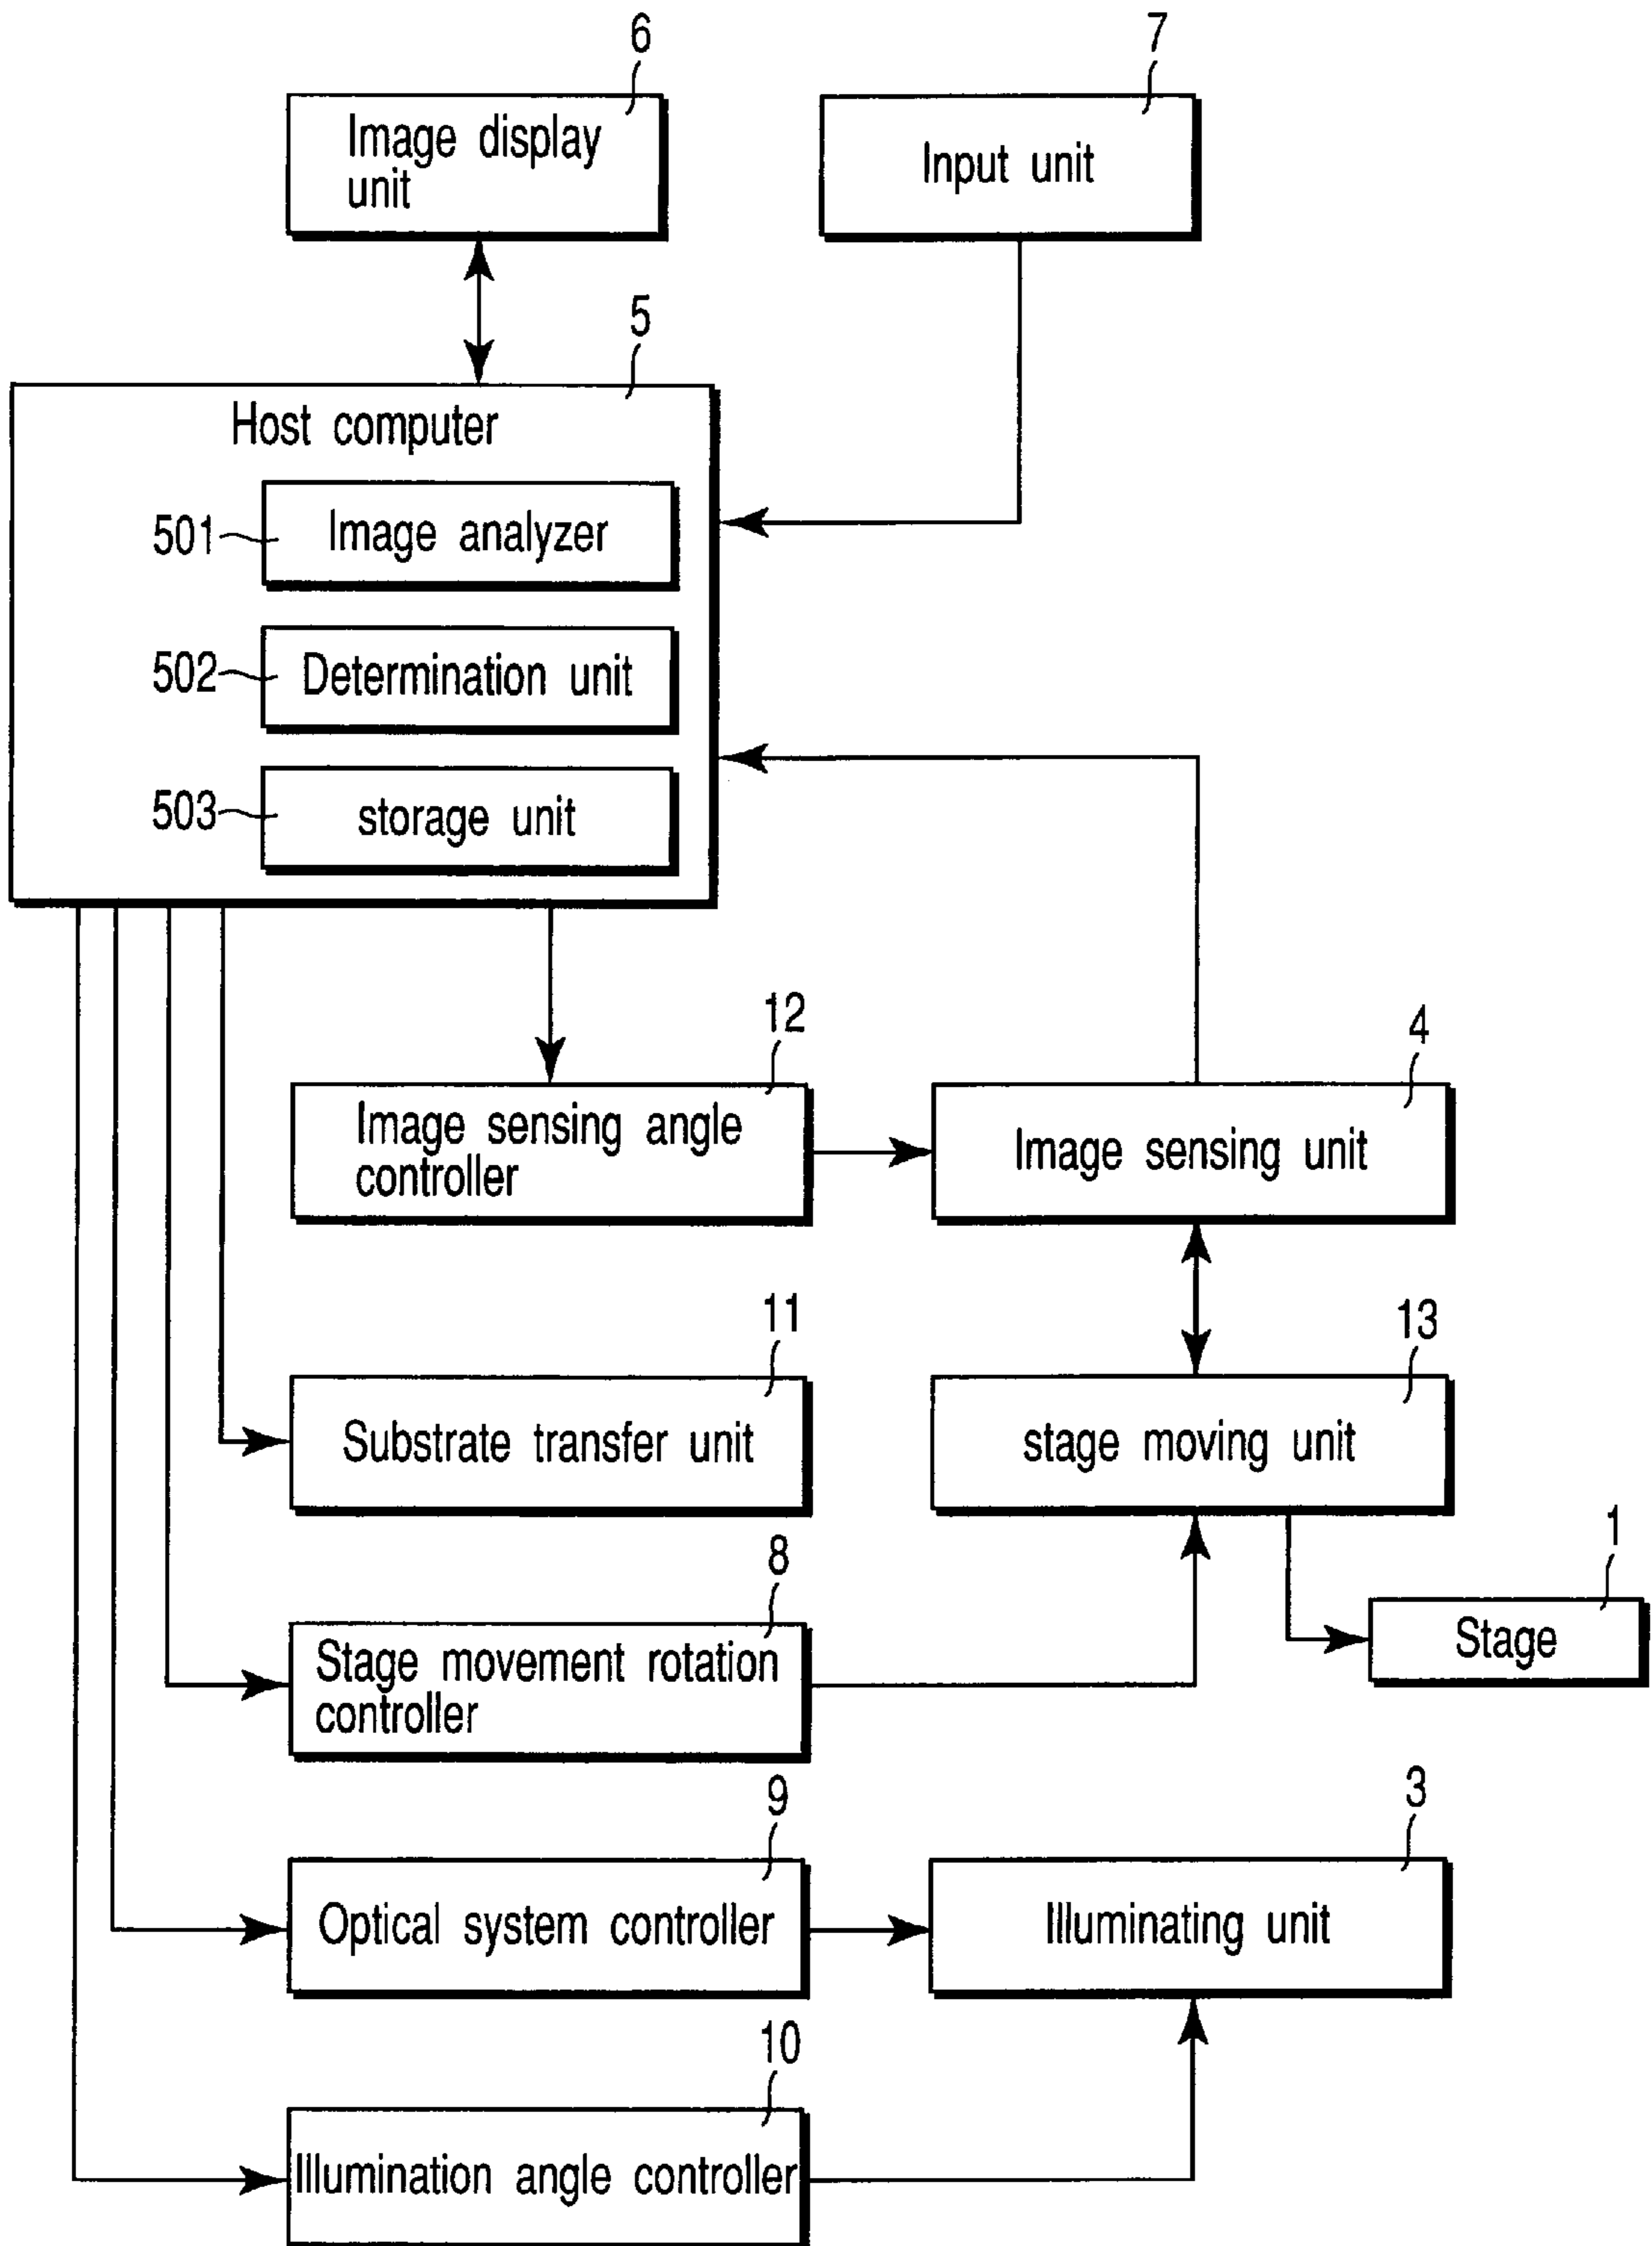 6
7
Image display
unit
Input unit
5
Host computer
501
Image analyzer
502
Determination unit
503
storage unit
12
4
Image sensing angle
controller
Image sensing unit
11
13
Substrate transfer unit
stage moving unit
8
1
Stage movement rotation
controller
Stage
9
3
Optical system controller
Illuminating unit
10
Illumination angle controller